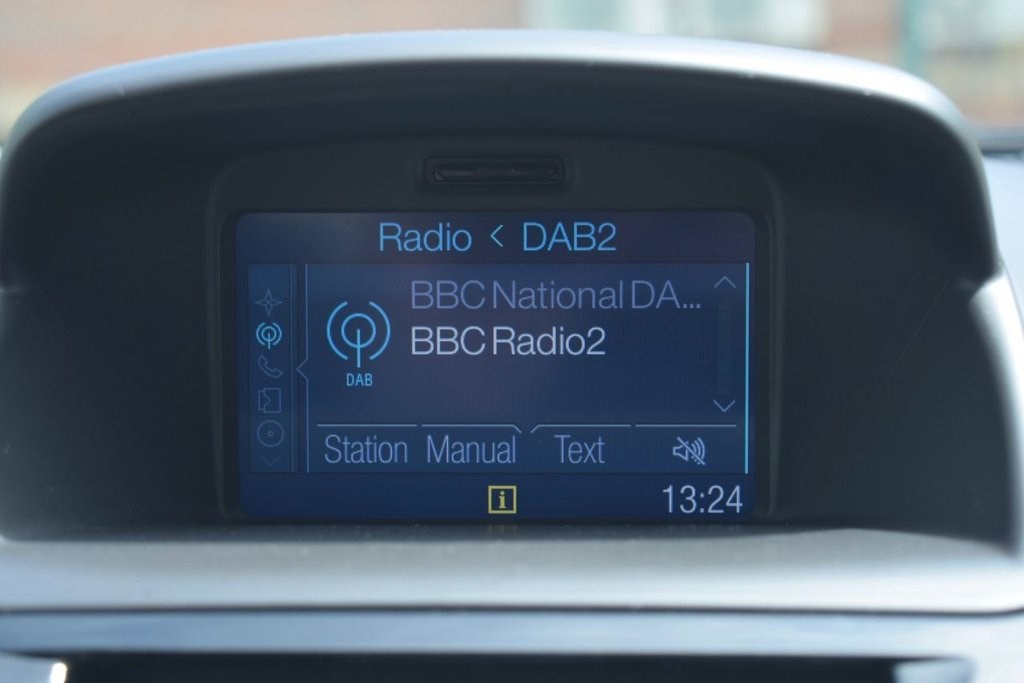 Radio < DAB2
BBC National DA...
BBC Radio2
DAB
Station Manual Text
i 13:24